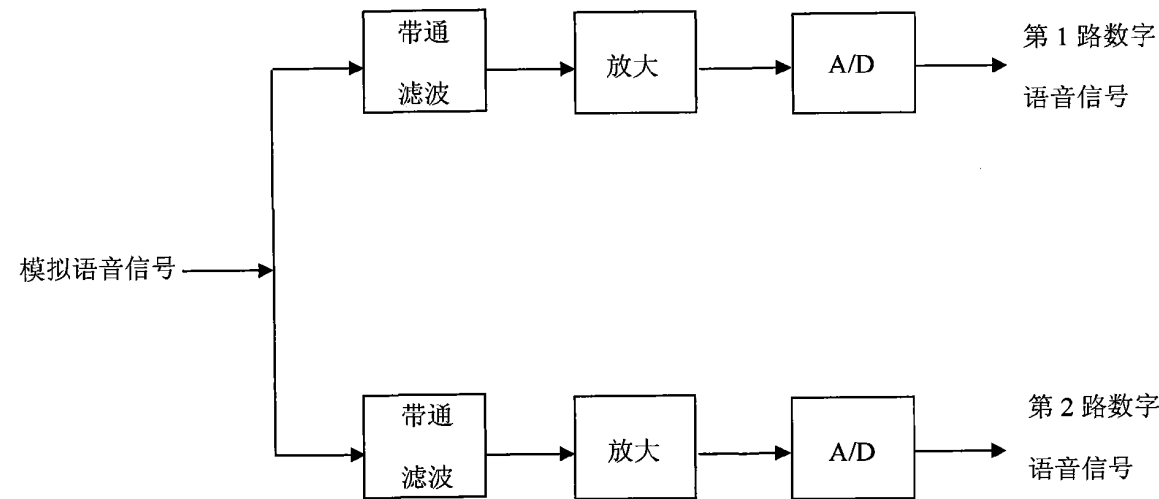 带通
滤波
放大
A/D
第 1 路数字
语音信号
模拟语音信号
带通
滤波
放大
A/D
第 2 路数字
语音信号